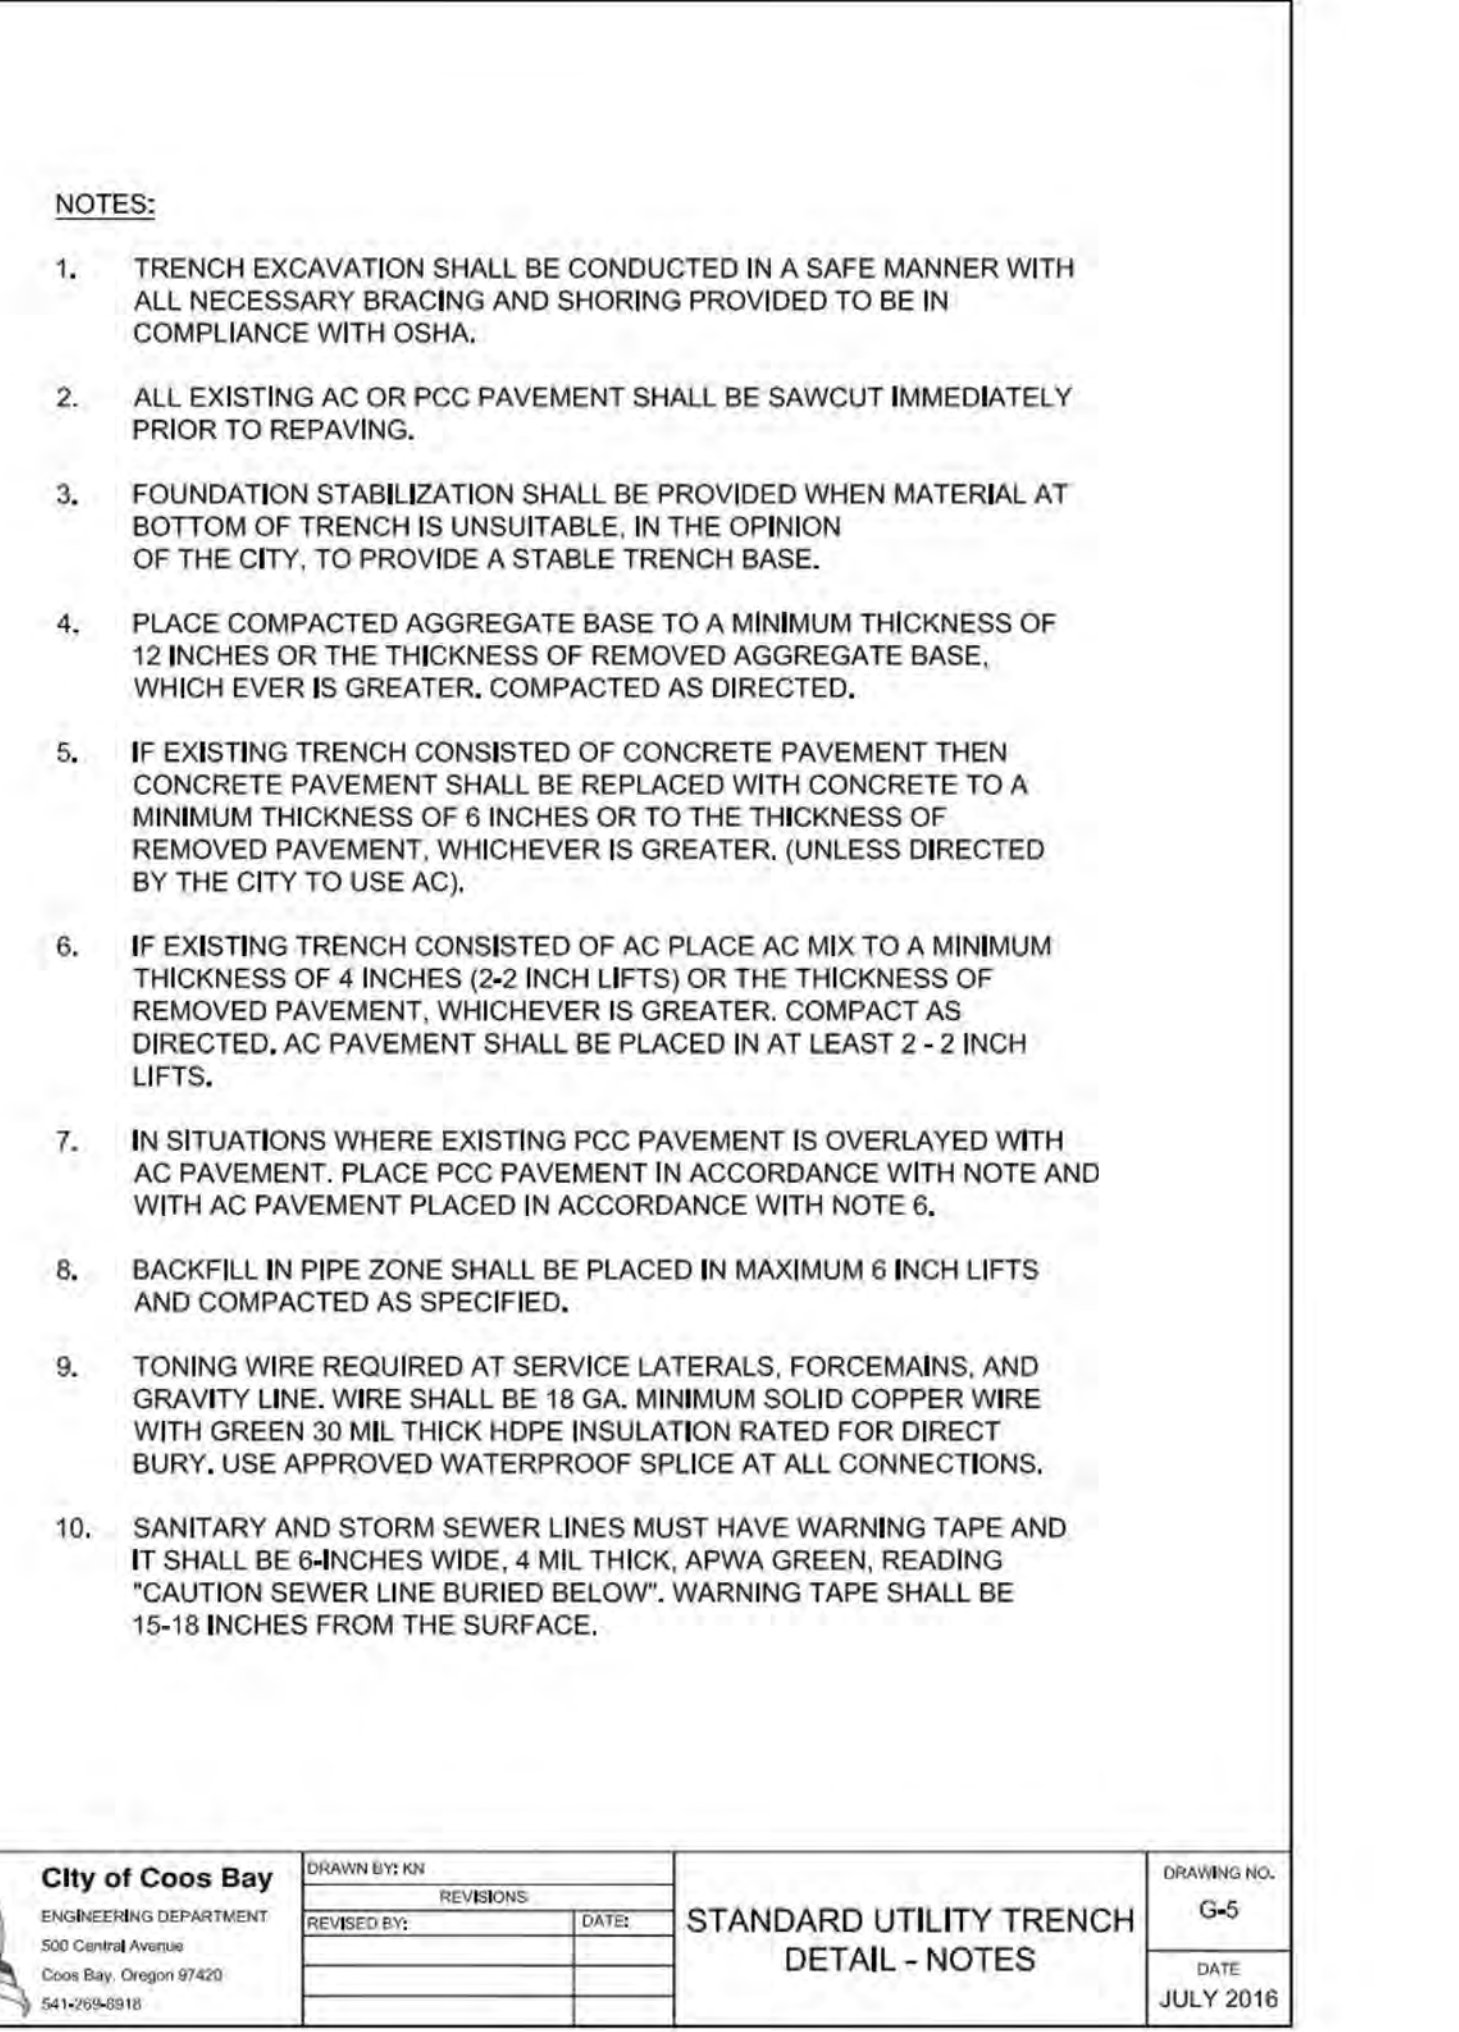 NOTES:
1. TRENCH EXCAVATION SHALL BE CONDUCTED IN A SAFE MANNER WITH
ALL NECESSARY BRACING AND SHORING PROVIDED TO BE IN
COMPLIANCE WITH OSHA.
2. ALL EXISTING AC OR PCC PAVEMENT SHALL BE SAWCUT IMMEDIATELY
PRIOR TO REPAVING.
3. FOUNDATION STABILIZATION SHALL BE PROVIDED WHEN MATERIAL AT
BOTTOM OF TRENCH IS UNSUITABLE, IN THE OPINION
OF THE CITY, TO PROVIDE A STABLE TRENCH BASE.
4. PLACE COMPACTED AGGREGATE BASE TO A MINIMUM THICKNESS OF
12 INCHES OR THE THICKNESS OF REMOVED AGGREGATE BASE,
WHICH EVER IS GREATER. COMPACTED AS DIRECTED.
5. IF EXISTING TRENCH CONSISTED OF CONCRETE PAVEMENT THEN
CONCRETE PAVEMENT SHALL BE REPLACED WITH CONCRETE TO A
MINIMUM THICKNESS OF 6 INCHES OR TO THE THICKNESS OF
REMOVED PAVEMENT, WHICHEVER IS GREATER. (UNLESS DIRECTED
BY THE CITY TO USE AC).
6. IF EXISTING TRENCH CONSISTED OF AC PLACE AC MIX TO A MINIMUM
THICKNESS OF 4 INCHES (2-2 INCH LIFTS) OR THE THICKNESS OF
REMOVED PAVEMENT, WHICHEVER IS GREATER. COMPACT AS
DIRECTED. AC PAVEMENT SHALL BE PLACED IN AT LEAST 2 - 2 INCH
LIFTS.
7. IN SITUATIONS WHERE EXISTING PCC PAVEMENT IS OVERLAYED WITH
AC PAVEMENT. PLACE PCC PAVEMENT IN ACCORDANCE WITH NOTE AND
WITH AC PAVEMENT PLACED IN ACCORDANCE WITH NOTE 6.
8. BACKFILL IN PIPE ZONE SHALL BE PLACED IN MAXIMUM 6 INCH LIFTS
AND COMPACTED AS SPECIFIED.
9. TONING WIRE REQUIRED AT SERVICE LATERALS, FORCEMAINS, AND
GRAVITY LINE. WIRE SHALL BE 18 GA. MINIMUM SOLID COPPER WIRE
WITH GREEN 30 MIL THICK HDPE INSULATION RATED FOR DIRECT
BURY. USE APPROVED WATERPROOF SPLICE AT ALL CONNECTIONS.
10. SANITARY AND STORM SEWER LINES MUST HAVE WARNING TAPE AND
IT SHALL BE 6-INCHES WIDE, 4 MIL THICK, APWA GREEN, READING
"CAUTION SEWER LINE BURIED BELOW". WARNING TAPE SHALL BE
15-18 INCHES FROM THE SURFACE.
City of Coos Bay
ENGINEERING DEPARTMENT
500 Central Avenue
Coos Bay, Oregon 97420
541-269-8918
DRAWN BY: KN
REVISIONS
REVISED BY: DATE:
STANDARD UTILITY TRENCH
DETAIL - NOTES
DRAWING NO.
G-5
DATE
JULY 2016